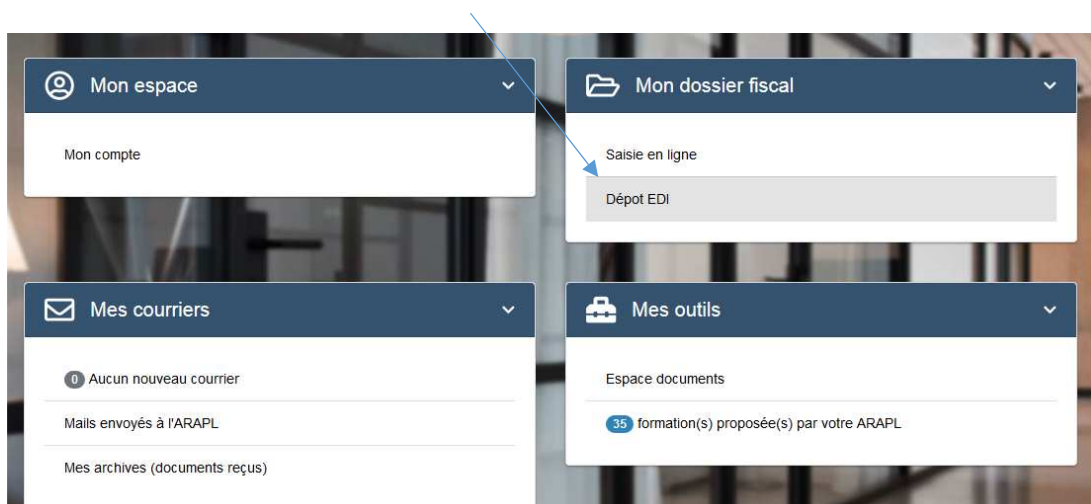 Mon espace
Mon compte
Mon dossier fiscal
Saisie en ligne
Dépot EDI
Mes courriers
0 Aucun nouveau courrier
Mails envoyés à l'ARAPL
Mes archives (documents reçus)
Mes outils
Espace documents
35 formation(s) proposée(s) par votre ARAPL